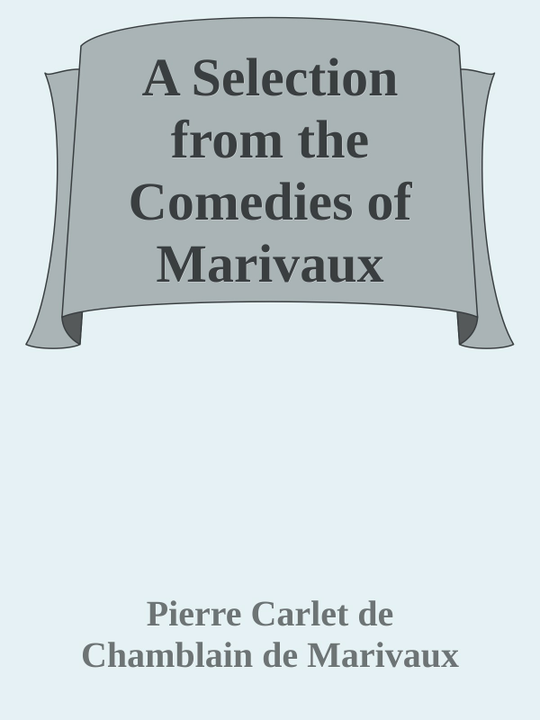 A Selection
from the
Comedies of
Marivaux
Pierre Carlet de
Chamblain de Marivaux